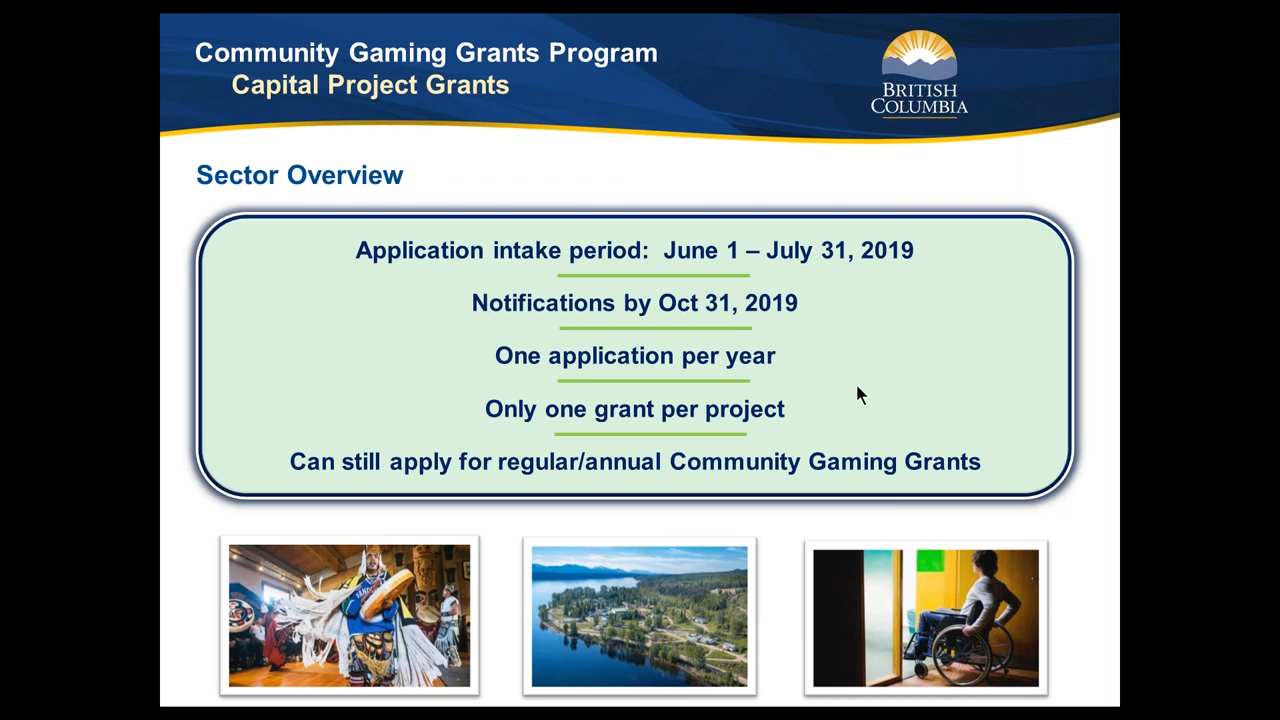 Community Gaming Grants Program
Capital Project Grants
BRITISH
COLUMBIA
Sector Overview
Application intake period: June 1 – July 31, 2019
Notifications by Oct 31, 2019
One application per year
Only one grant per project
Can still apply for regular/annual Community Gaming Grants